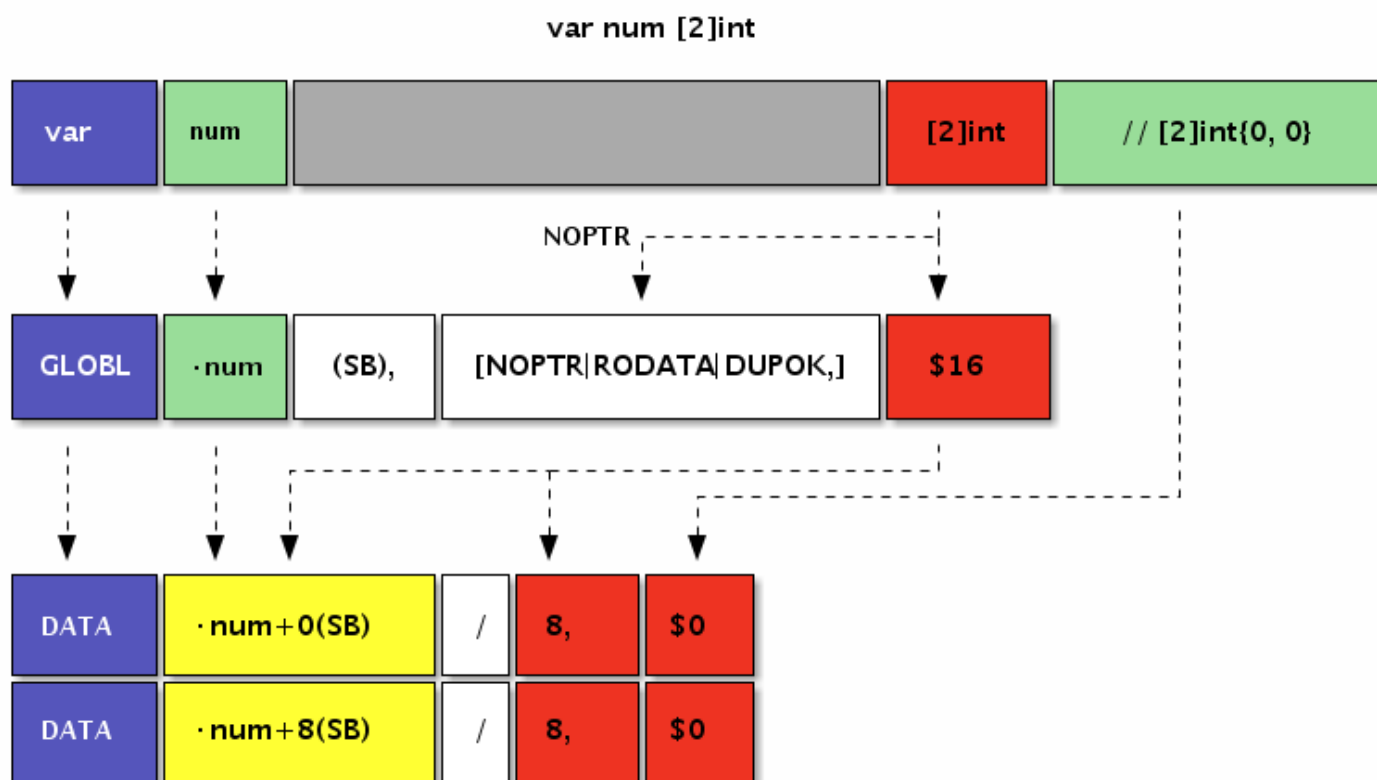 var num [2]int
var num [2]int // [2]int{0, 0}
NOPTR
GLOBL ·num (SB), [NOPTR|RODATA|DUPOK,] $16
DATA ·num+0(SB) / 8, $0
DATA ·num+8(SB) / 8, $0